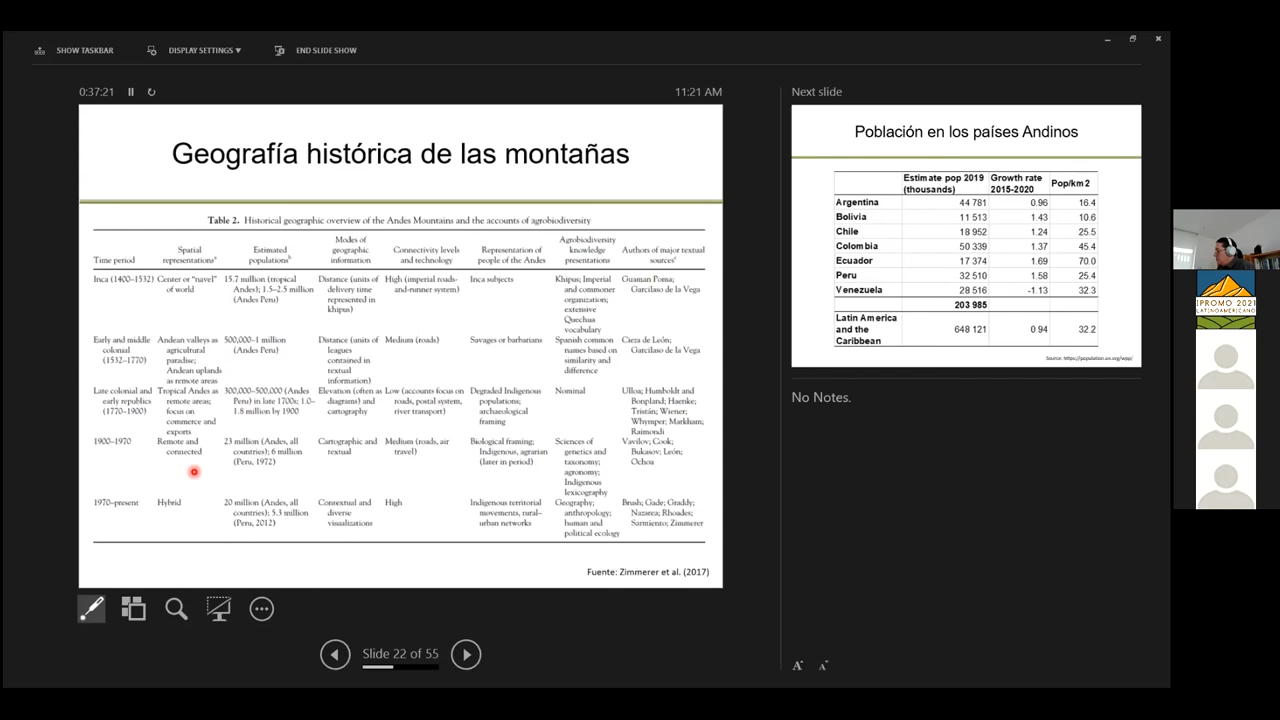 SHOW TASKBAR
DISPLAY SETTINGS ▾
END SLIDE SHOW
0:37:21
11:21 AM
Geografía histórica de las montañas
Table 2. Historical geographic overview of the Andes Mountains and the accounts of agrobiodiversity
Time period
Spatial
representationsᵃ
Estimated
populationsᵇ
Modes of
geographic
information
Connectivity levels
and technology
Representation of
people of the Andes
Agrobiodiversity
knowledge
presentations
Authors of major textual
sourcesᶜ
Inca (1400–1532)
Center or “navel”
of world
15.7 million (tropical
Andes); 1.5–2.5 million
(Andes Peru)
Distance (units of
delivery time
represented in
khipus)
High (imperial roads-
and-runner system)
Inca subjects
Khipus; Imperial
and commoner
organization;
extensive
Quechua
vocabulary
Guaman Poma;
Garcilaso de la Vega
Early and middle
colonial
(1532–1770)
Andean valleys as
agricultural
paradise;
Andean uplands
as remote areas
500,000–1 million
(Andes Peru)
Distance (units of
leagues
contained in
textual
information)
Medium (roads)
Savages or barbarians
Spanish common
names based on
similarity and
difference
Cieza de León;
Garcilaso de la Vega
Late colonial and
early republics
(1770–1900)
Tropical Andes as
remote areas;
focus on
commerce and
exports
300,000–500,000 (Andes
Peru) in late 1700s; 1.0–
1.8 million by 1900
Elevation (often as
diagrams) and
cartography
Low (accounts focus on
roads, postal system,
river transport)
Degraded Indigenous
populations;
archaeological
framing
Nominal
Ulloa; Humboldt and
Bonpland; Haenke;
Tristán; Wiener;
Whymper; Markham;
Raimondi
1900–1970
Remote and
connected
23 million (Andes, all
countries); 6 million
(Peru, 1972)
Cartographic and
textual
Medium (roads, air
travel)
Biological framing;
Indigenous, agrarian
(later in period)
Sciences of
genetics and
taxonomy;
agronomy;
Indigenous
lexicography
Vavilov; Cook;
Bukasov; León;
Ochoa
1970–present
Hybrid
20 million (Andes, all
countries); 5.3 million
(Peru, 2012)
Contextual and
diverse
visualizations
High
Indigenous territorial
movements, rural–
urban networks
Geography;
anthropology;
human and
political ecology
Brush; Gade; Graddy;
Nazarea; Rhoades;
Sarmiento; Zimmerer
Fuente: Zimmerer et al. (2017)
Slide 22 of 55
Next slide
Población en los países Andinos
Estimate pop 2019
(thousands)
Growth rate
2015-2020
Pop/km2
Argentina 44 781 0.96 16.4
Bolivia 11 513 1.43 10.6
Chile 18 952 1.24 25.5
Colombia 50 339 1.37 45.4
Ecuador 17 374 1.69 70.0
Peru 32 510 1.58 25.4
Venezuela 28 516 -1.13 32.3
203 985
Latin America
and the
Caribbean
648 121 0.94 32.2
Source: https://population.un.org/wpp/
No Notes.
IPROMO 2021
LATINOAMERICANO